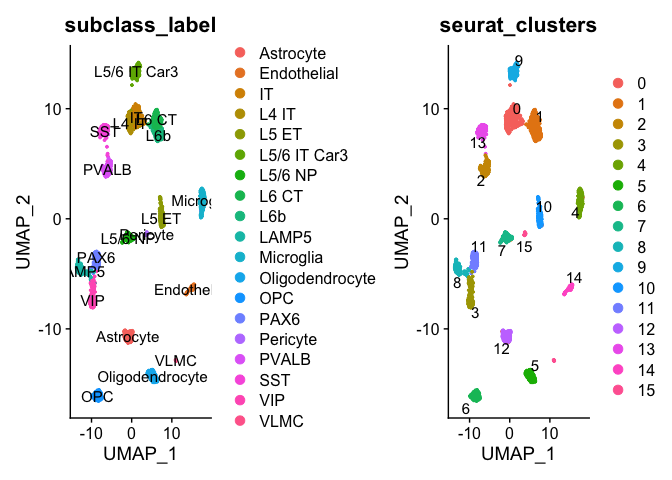 subclass_label
L5/6 IT Car3
IT
L4 IT
L6 CT
SST
L6b
PVALB
Microg
L5 ET
Pericyte
L5/6 NP
PAX6
AMP5
VIP
Endothel
Astrocyte
VLMC
Oligodendrocyte
OPC
10
0
-10
-10
0
10
UMAP_2
UMAP_1
Astrocyte
Endothelial
IT
L4 IT
L5 ET
L5/6 IT Car3
L5/6 NP
L6 CT
L6b
LAMP5
Microglia
Oligodendrocyte
OPC
PAX6
Pericyte
PVALB
SST
VIP
VLMC
seurat_clusters
9
0
1
13
2
10
4
15
7
11
8
3
14
12
5
6
10
0
-10
-10
0
10
UMAP_2
UMAP_1
0
1
2
3
4
5
6
7
8
9
10
11
12
13
14
15